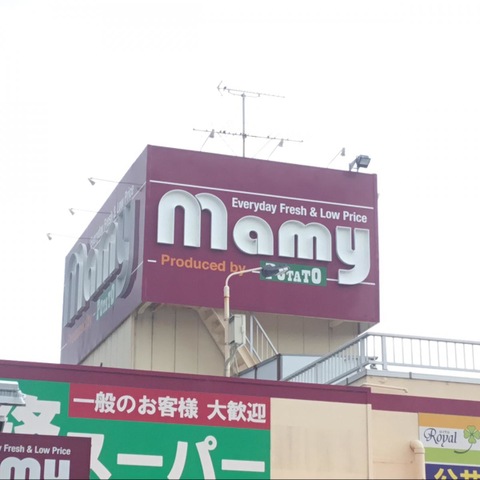 Everyday Fresh & Low Price
mamy
Produced by POTATO
mamy
一般のお客様 大歓迎
スーパー
Fresh & Low Price
mamy
Royal